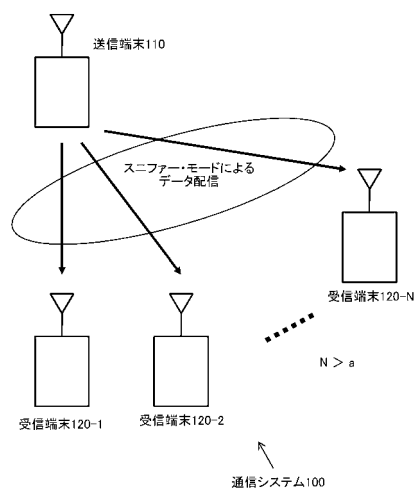 送信端末110
スニファー・モードによる
データ配信
受信端末120-N
N > a
受信端末120-1
受信端末120-2
通信システム100